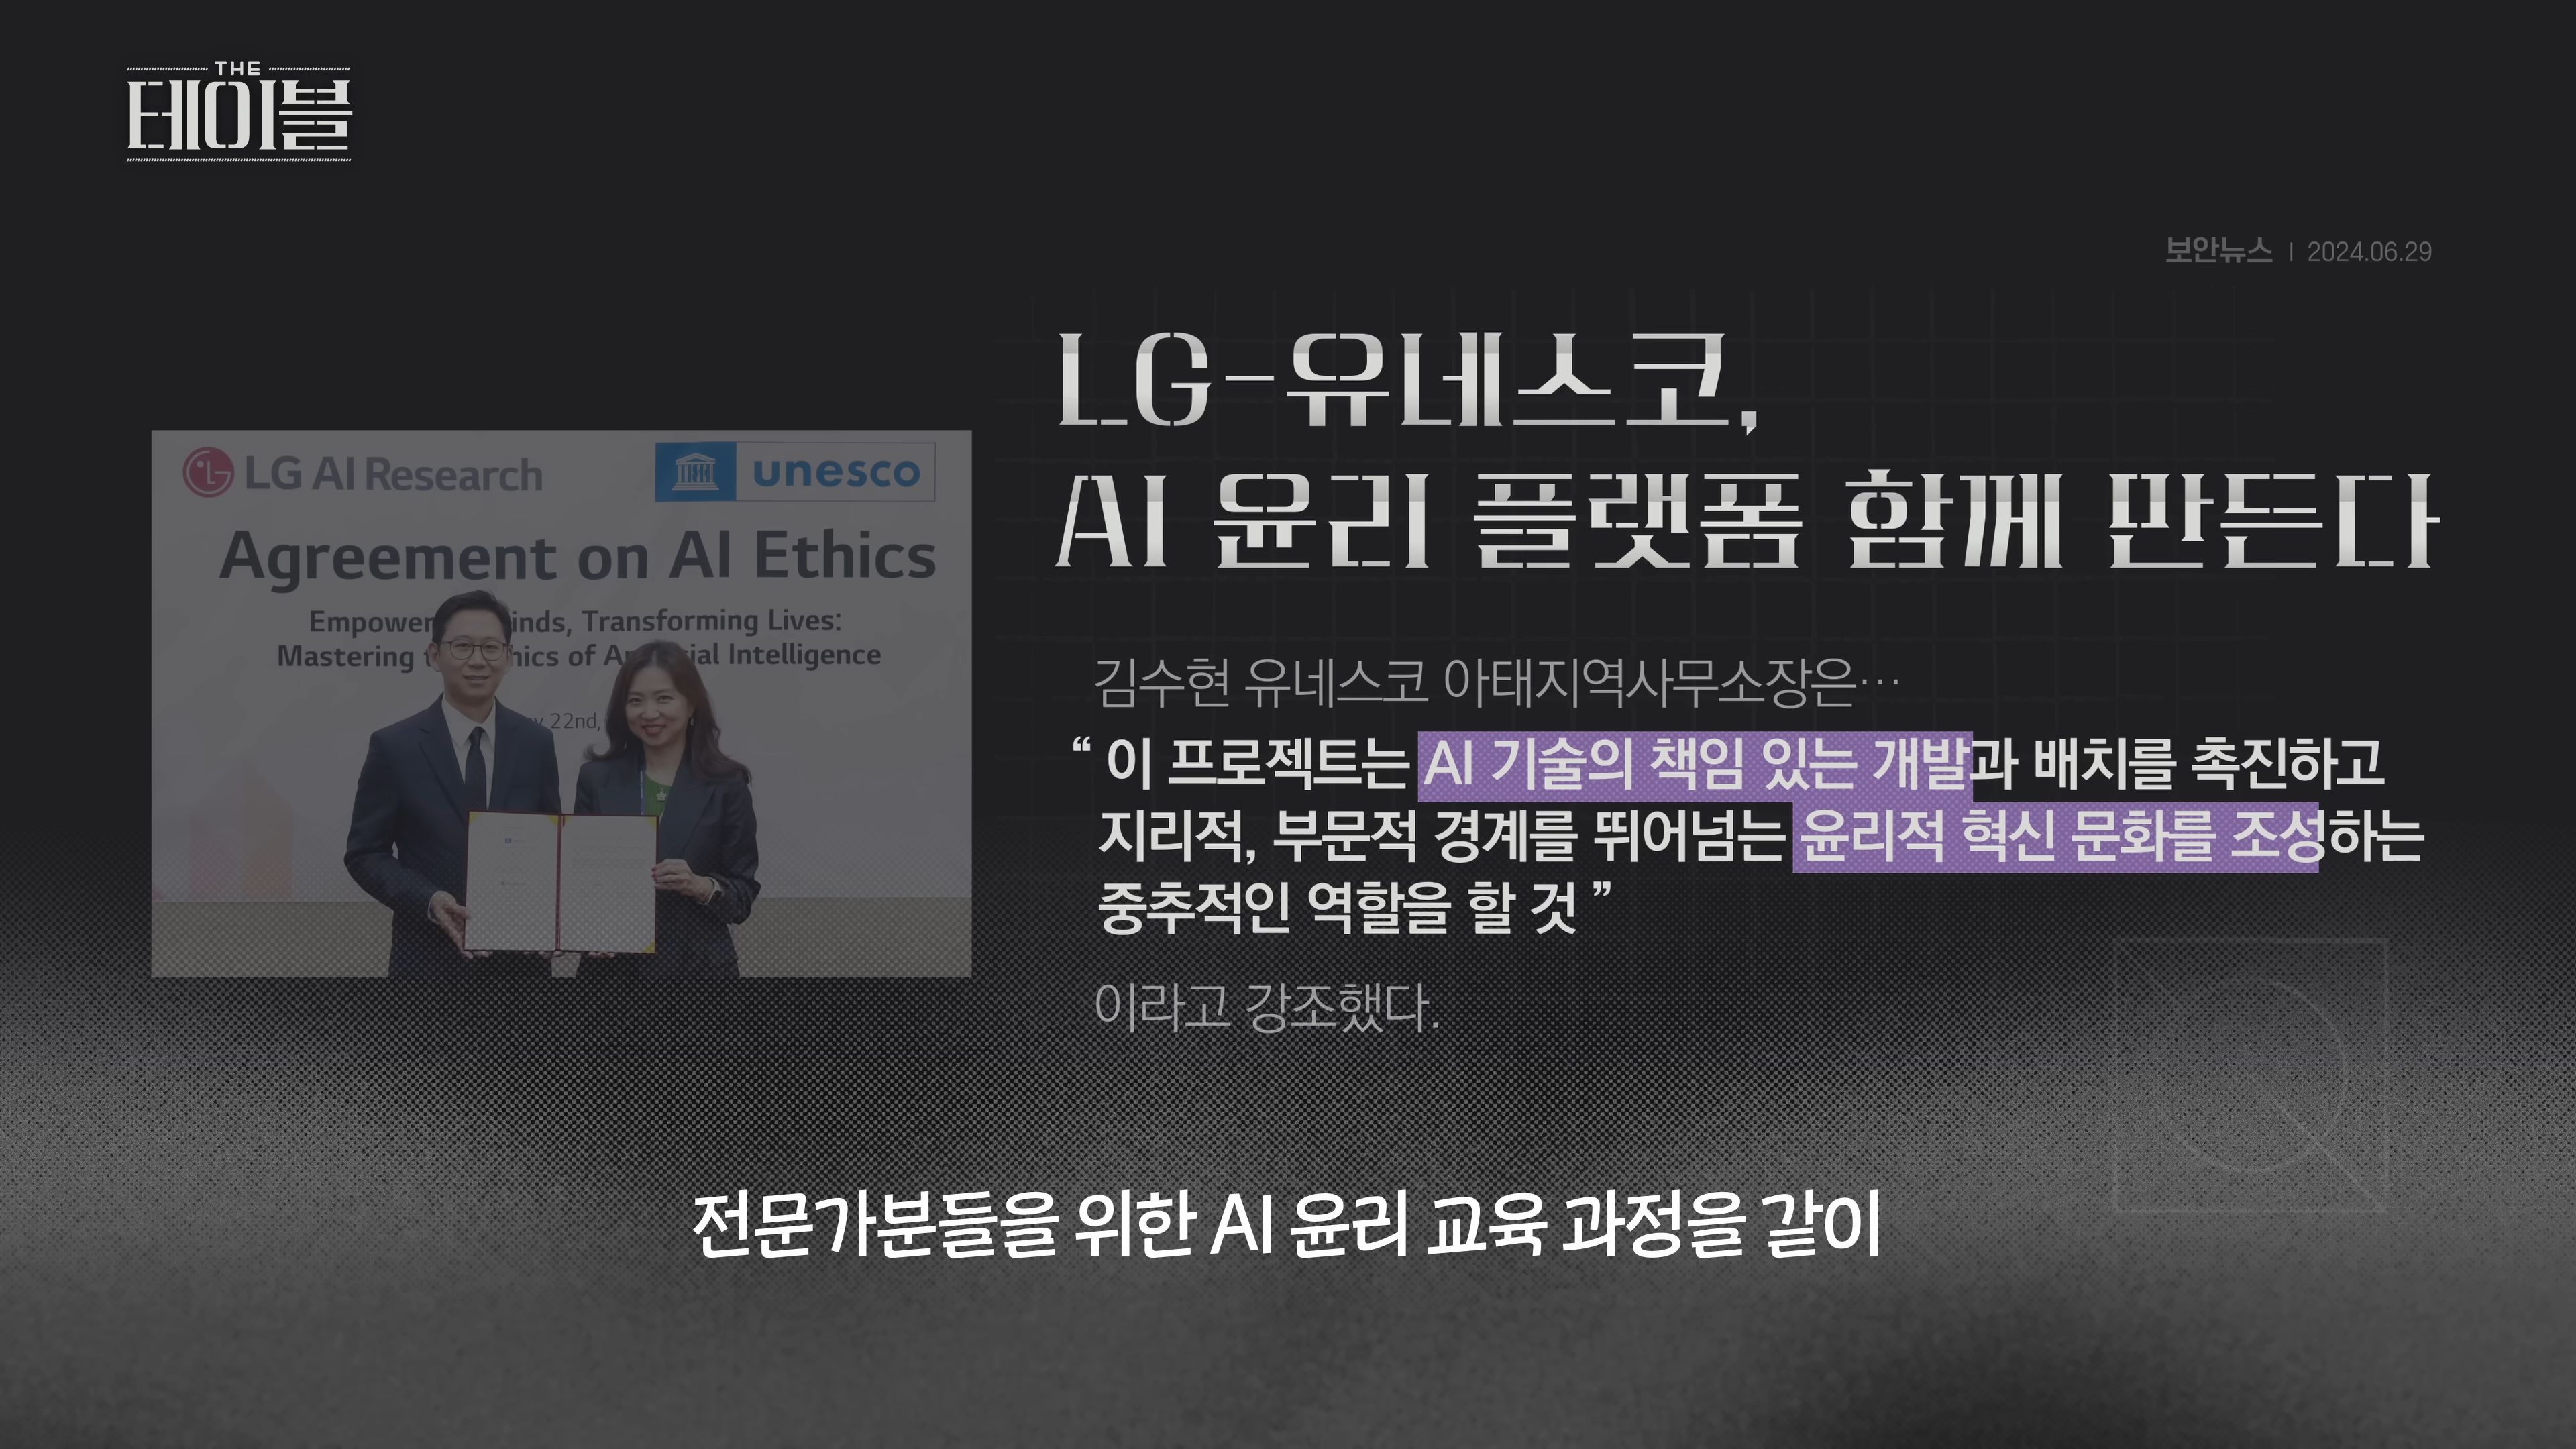 THE
테이블
보안뉴스 | 2024.06.29
LG-유네스코,
AI 윤리 플랫폼 함께 만든다
LG AI Research
unesco
Agreement on AI Ethics
Transforming Lives:
Mastering of Intelligence
22nd,
김수현 유네스코 아태지역사무소장은…
“ 이 프로젝트는 AI 기술의 책임 있는 개발과 배치를 촉진하고
지리적, 부문적 경계를 뛰어넘는 윤리적 혁신 문화를 조성하는
중추적인 역할을 할 것 ”
이라고 강조했다.
전문가분들을 위한 AI 윤리 교육 과정을 같이